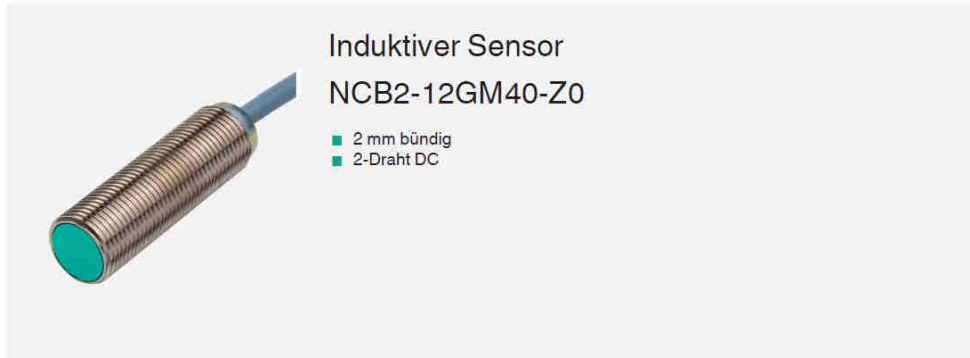 Induktiver Sensor
NCB2-12GM40-Z0
2 mm bündig
2-Draht DC